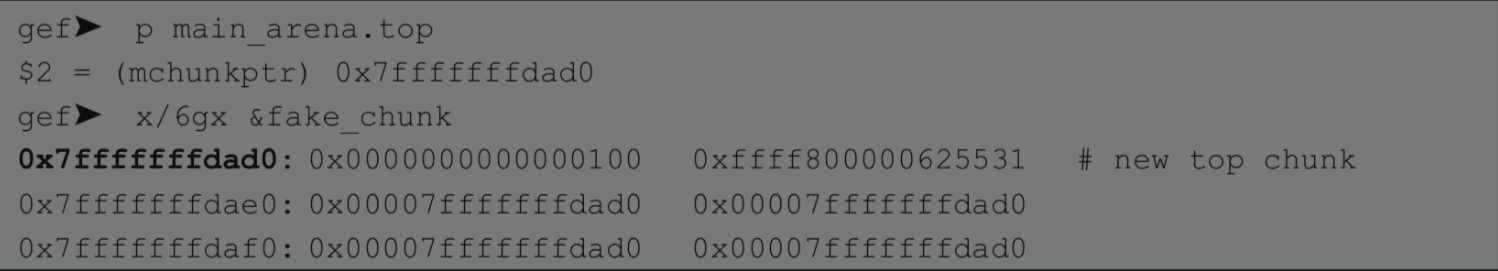 gef➤ p main_arena.top
$2 = (mchunkptr) 0x7fffffffdad0
gef➤ x/6gx &fake_chunk
0x7fffffffdad0: 0x0000000000000100 0xffff800000625531 # new top chunk
0x7fffffffdae0: 0x00007fffffffdad0 0x00007fffffffdad0
0x7fffffffdaf0: 0x00007fffffffdad0 0x00007fffffffdad0